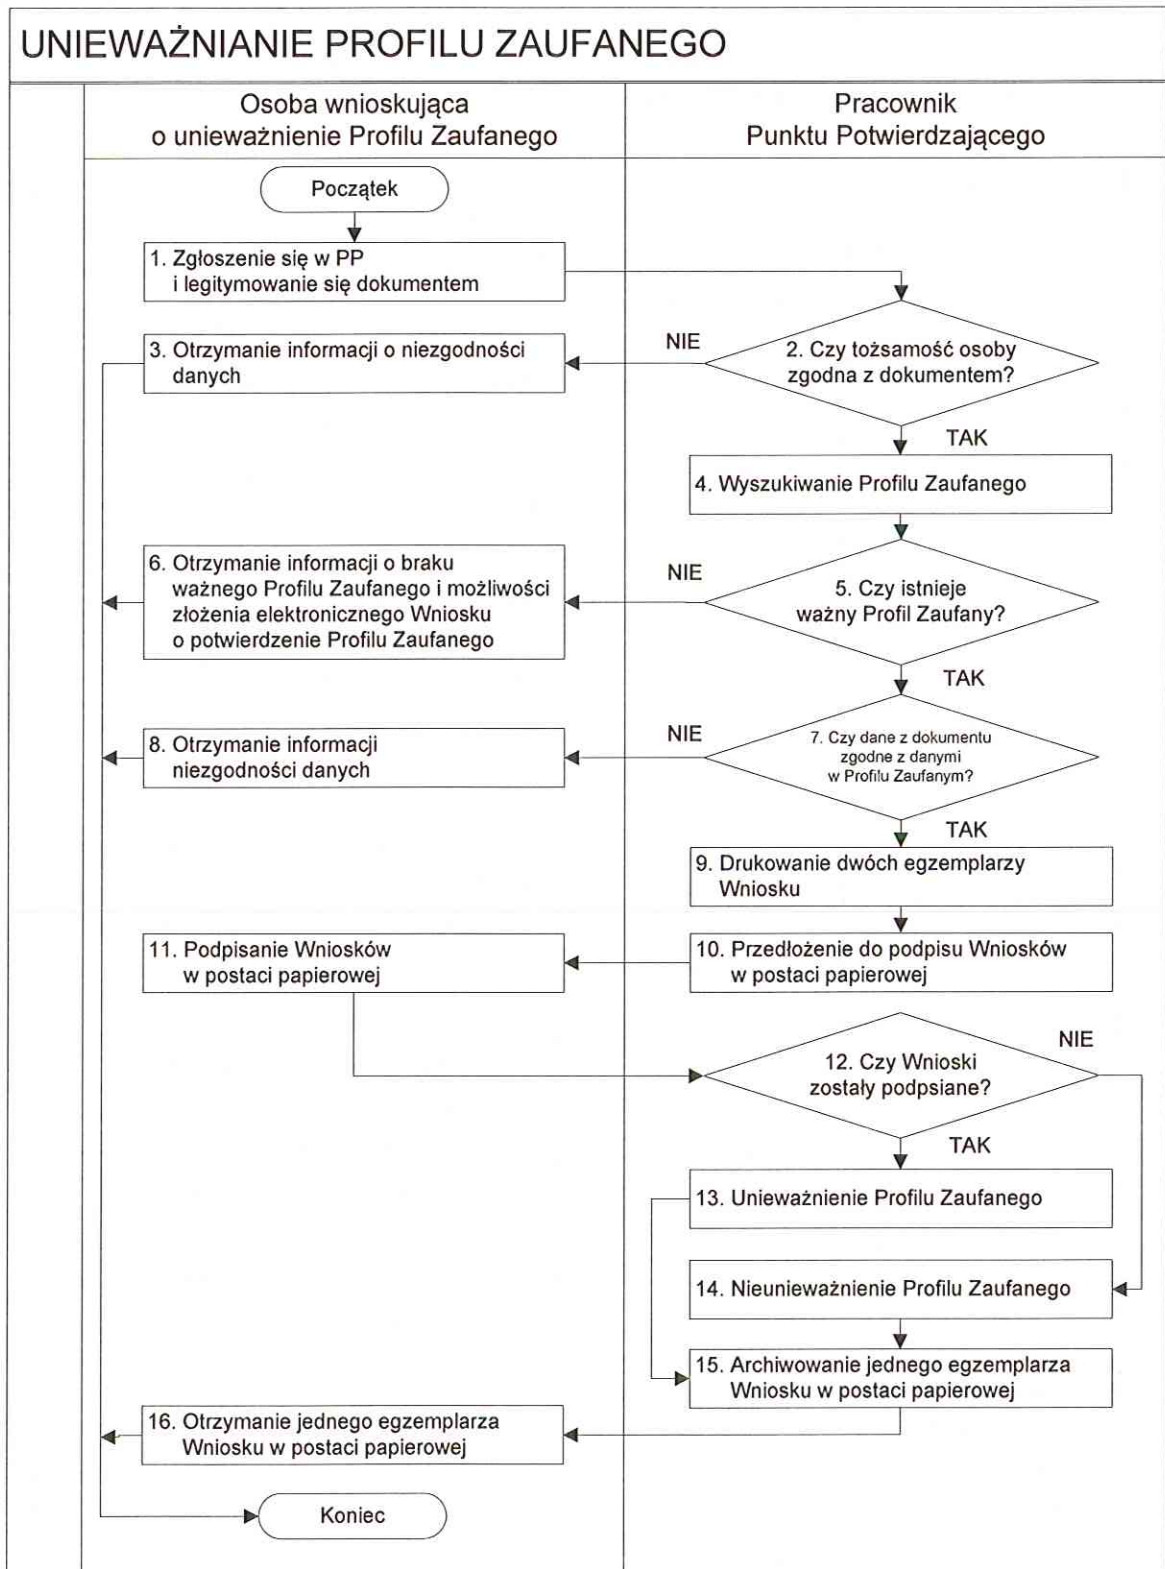 UNIEWAŻNIANIE PROFILU ZAUFANEGO
Osoba wnioskująca
o unieważnienie Profilu Zaufanego
Pracownik
Punktu Potwierdzającego
Początek
1. Zgłoszenie się w PP
i legitymowanie się dokumentem
NIE
2. Czy tożsamość osoby
zgodna z dokumentem?
3. Otrzymanie informacji o niezgodności
danych
TAK
4. Wyszukiwanie Profilu Zaufanego
NIE
5. Czy istnieje
ważny Profil Zaufany?
6. Otrzymanie informacji o braku
ważnego Profilu Zaufanego i możliwości
złożenia elektronicznego Wniosku
o potwierdzenie Profilu Zaufanego
TAK
NIE
7. Czy dane z dokumentu
zgodne z danymi
w Profilu Zaufanym?
8. Otrzymanie informacji
niezgodności danych
TAK
9. Drukowanie dwóch egzemplarzy
Wniosku
10. Przedłożenie do podpisu Wniosków
w postaci papierowej
11. Podpisanie Wniosków
w postaci papierowej
NIE
12. Czy Wnioski
zostały podpsiane?
TAK
13. Unieważnienie Profilu Zaufanego
14. Nieunieważnienie Profilu Zaufanego
15. Archiwowanie jednego egzemplarza
Wniosku w postaci papierowej
16. Otrzymanie jednego egzemplarza
Wniosku w postaci papierowej
Koniec